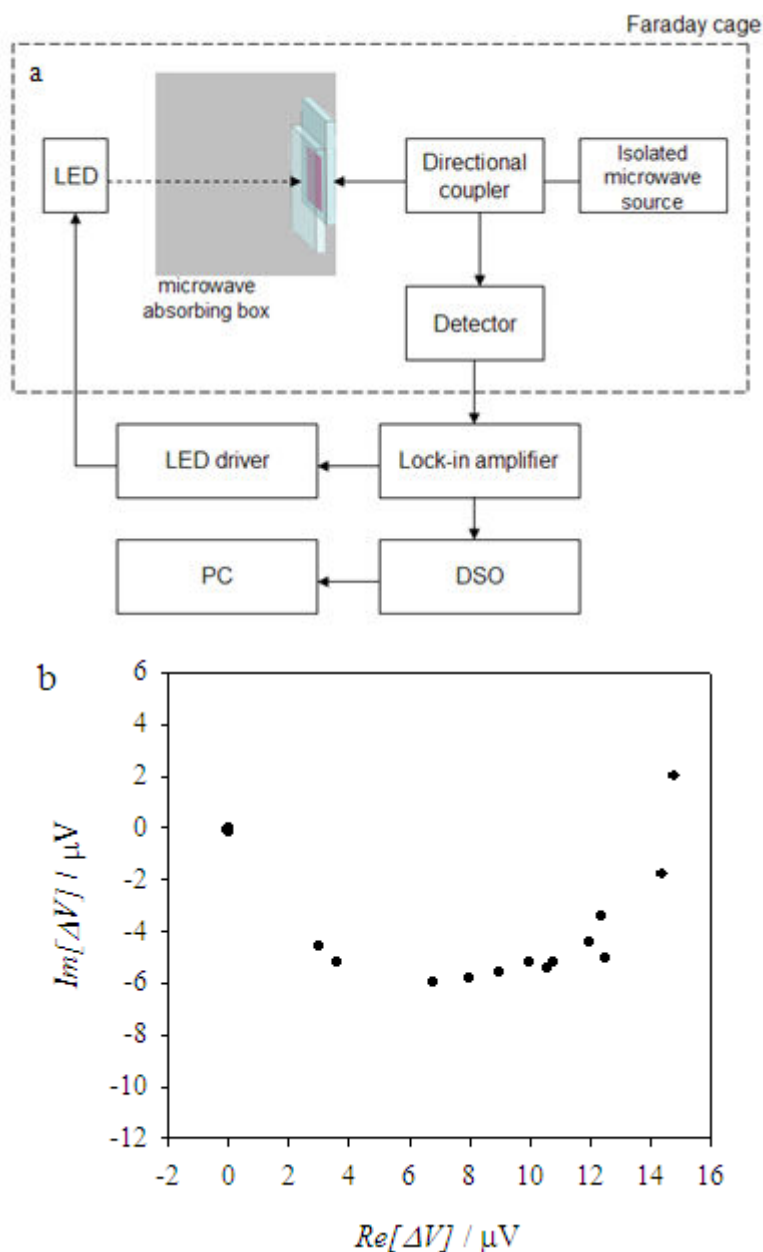 Faraday cage
a
LED
microwave
absorbing box
Directional
coupler
Isolated
microwave
source
Detector
LED driver
Lock-in amplifier
PC
DSO
b
Im[ΔV] / μV
6
4
2
0
-2
-4
-6
-8
-10
-12
-2 0 2 4 6 8 10 12 14 16
Re[ΔV] / μV